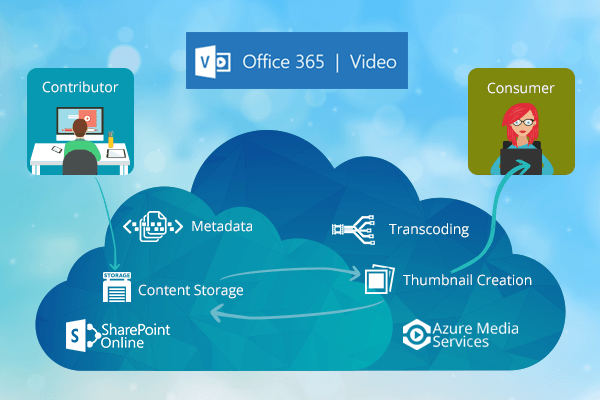 V Office 365 | Video
Contributor
Consumer
Metadata
Transcoding
STORAGE
Content Storage
Thumbnail Creation
S SharePoint
Online
Azure Media
Services